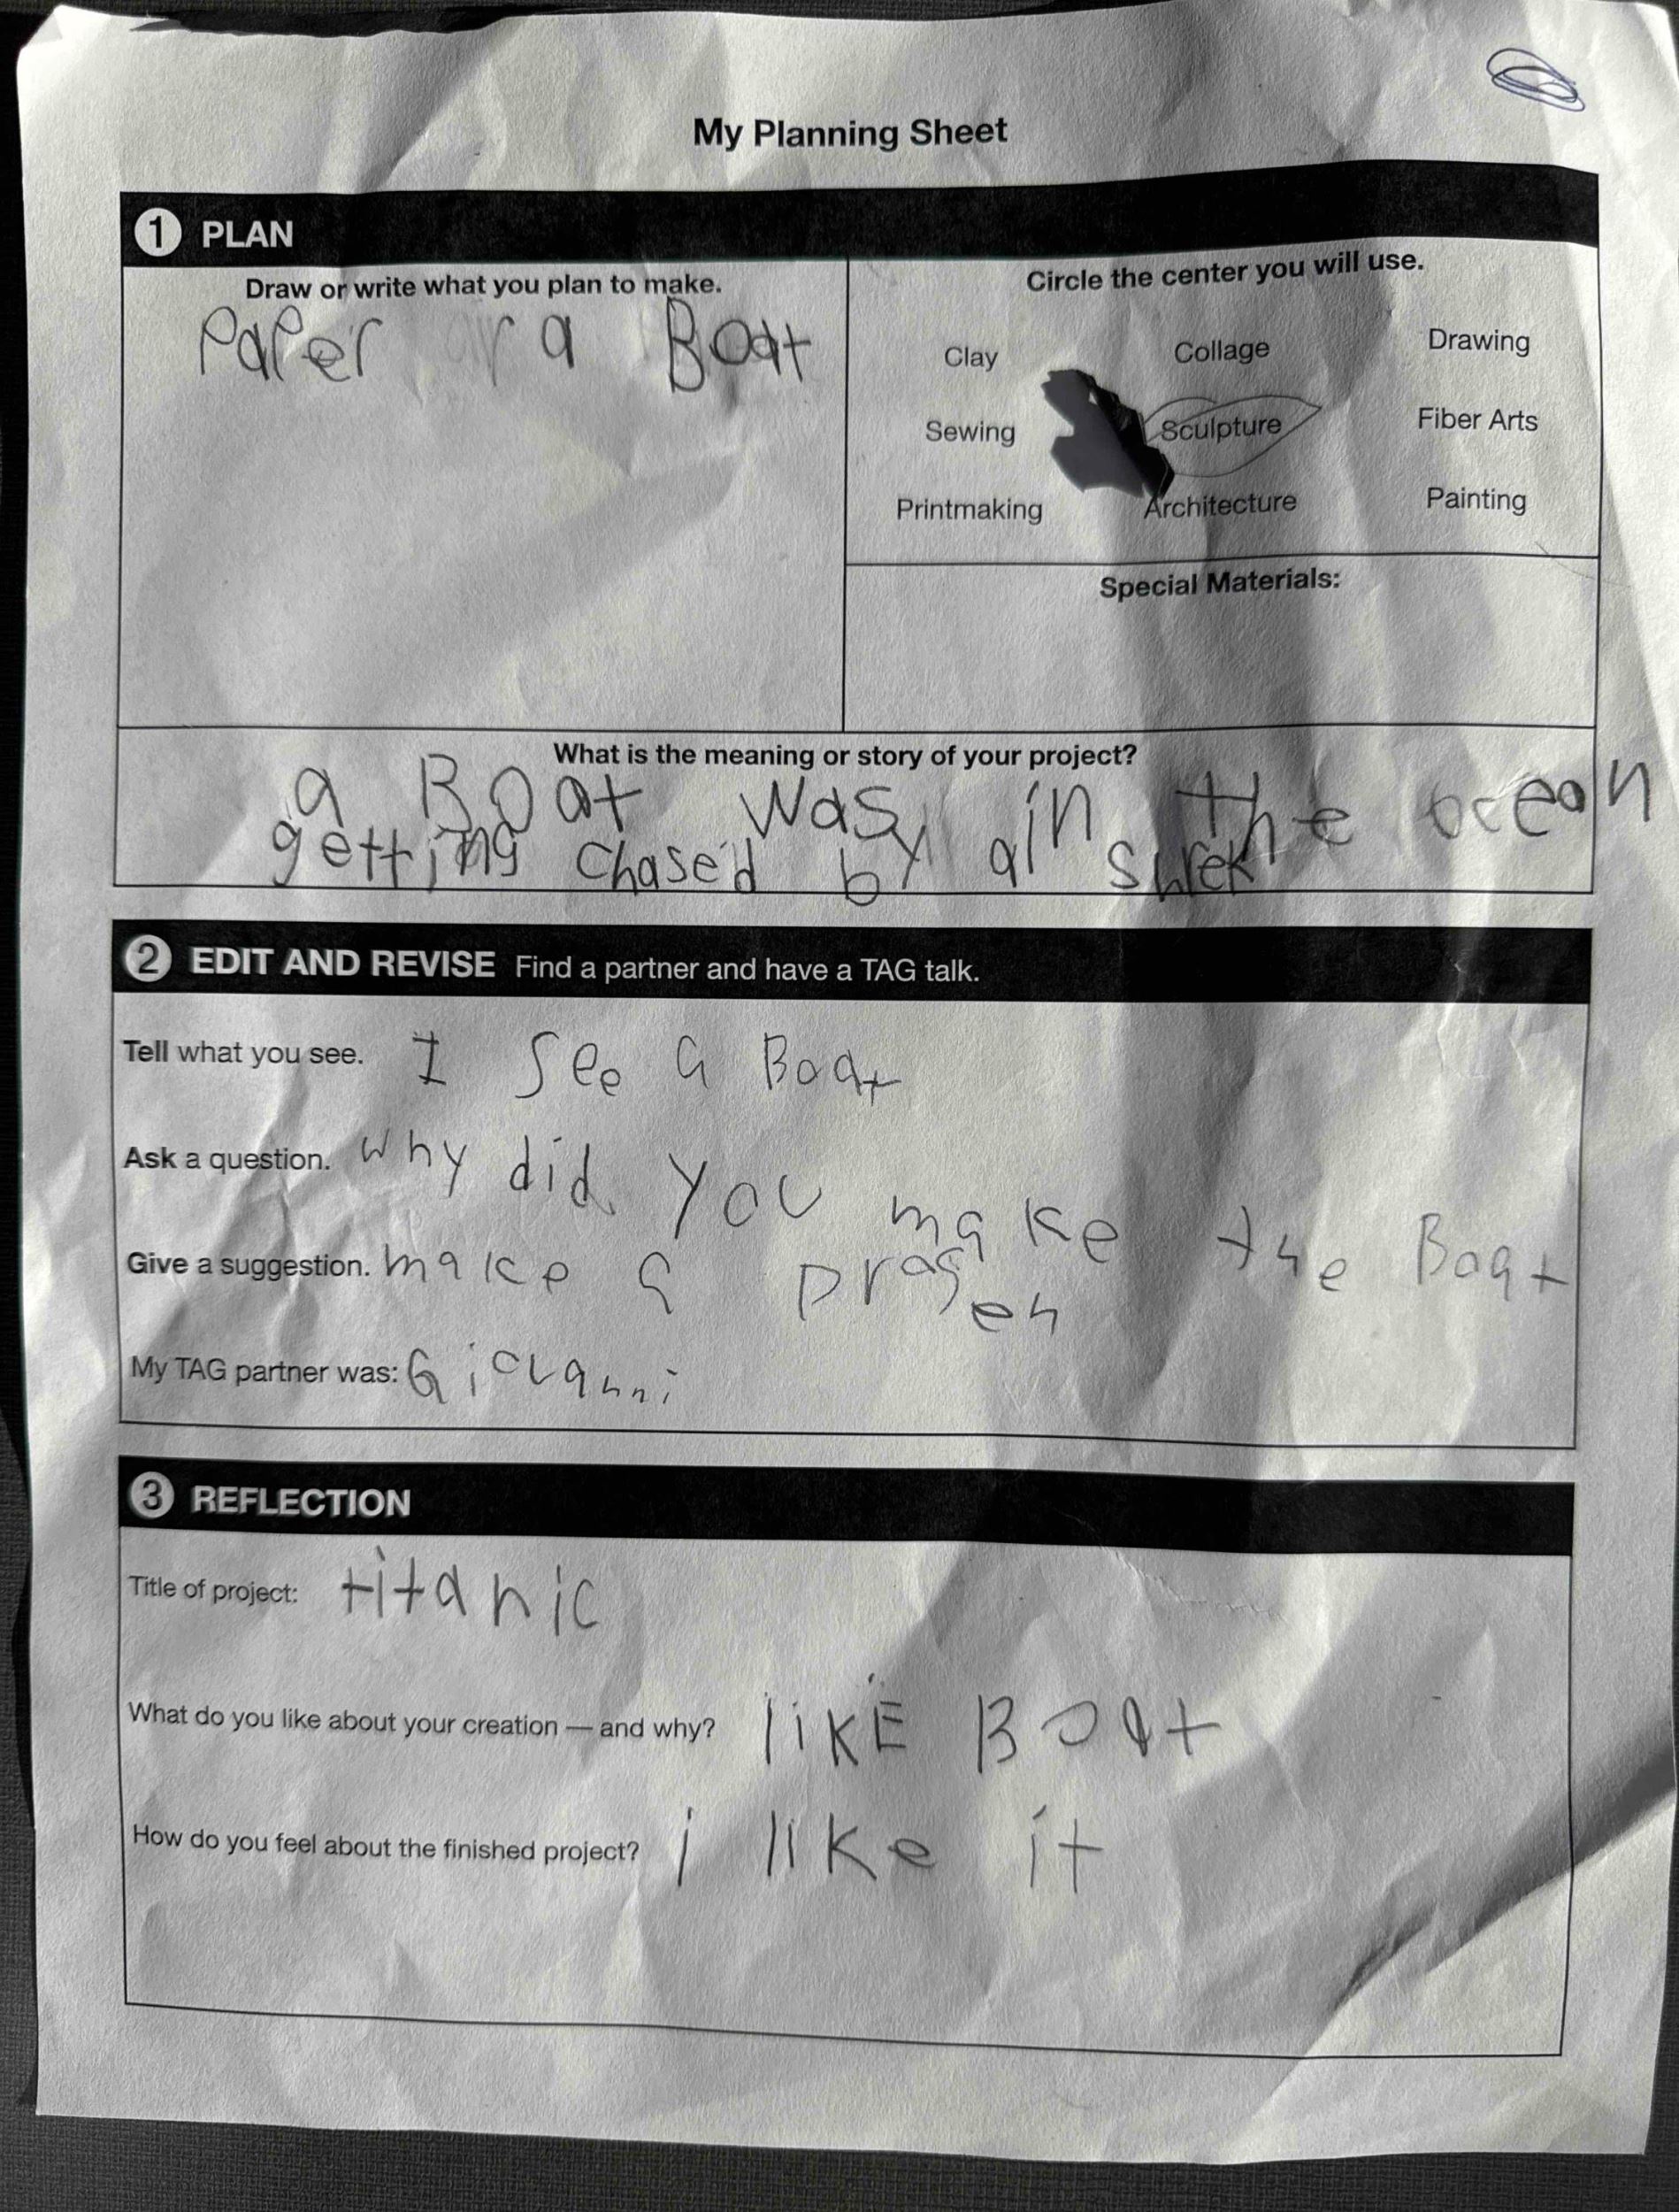 My Planning Sheet
1 PLAN
Draw or write what you plan to make.
Paper or a Boat
Circle the center you will use.
Clay Collage Drawing
Sewing Sculpture Fiber Arts
Printmaking Architecture Painting
Special Materials:
What is the meaning or story of your project?
a Boat was in the ocean
getting chased by a shrek
2 EDIT AND REVISE Find a partner and have a TAG talk.
Tell what you see. I See a Boat
Ask a question. why did you make the Boat
Give a suggestion. make a Dragen
My TAG partner was: Giovanni
3 REFLECTION
Title of project: titanic
What do you like about your creation — and why? liKE BOat
How do you feel about the finished project? i like it